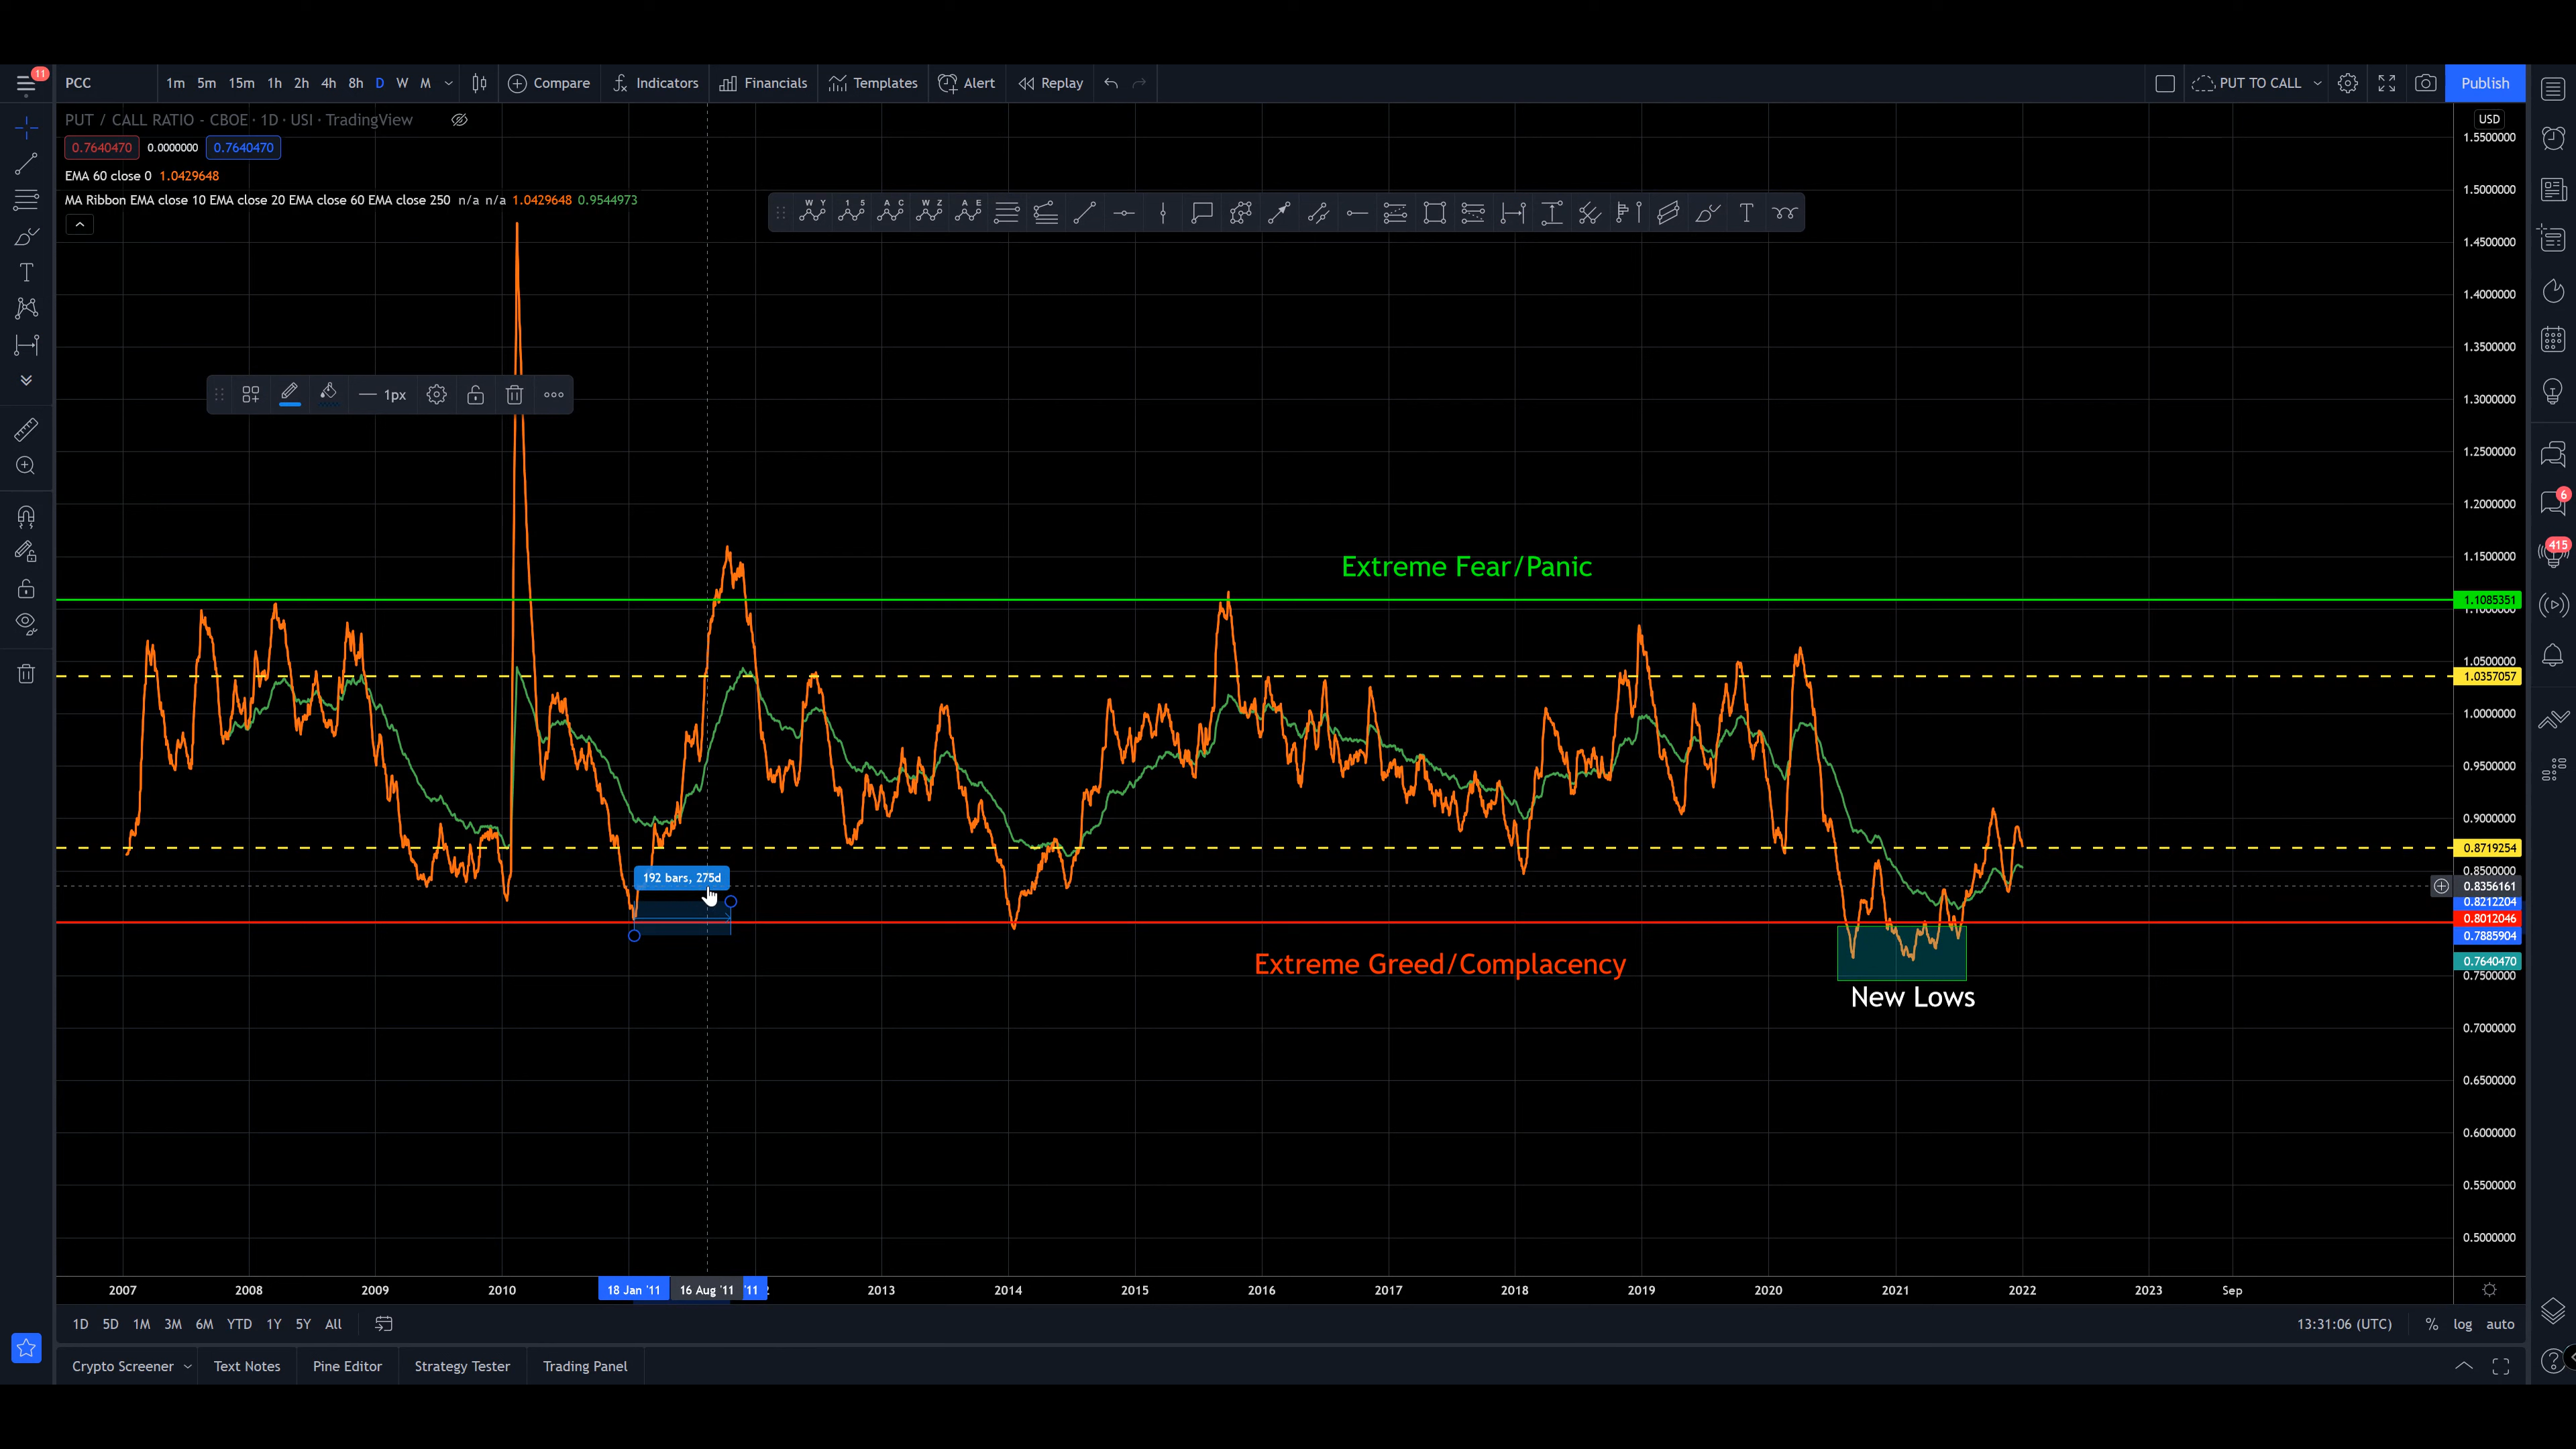 11
PCC 1m 5m 15m 1h 2h 4h 8h D W M Compare Indicators Financials Templates Alert Replay PUT TO CALL Publish
PUT / CALL RATIO - CBOE · 1D · USI · TradingView
USD
0.7640470 0.0000000 0.7640470
EMA 60 close 0 1.0429648
MA Ribbon EMA close 10 EMA close 20 EMA close 60 EMA close 250 n/a n/a 1.0429648 0.9544973
W Y 1 5 A C W Z A E T
1px
1.5500000
1.5000000
1.4500000
1.4000000
1.3500000
1.3000000
1.2500000
1.2000000
1.1500000
Extreme Fear/Panic
1.1085351
1.1000000
1.0500000
1.0357057
1.0000000
0.9500000
0.9000000
0.8719254
0.8500000
192 bars, 275d
0.8356161
0.8212204
0.8012046
0.7885904
Extreme Greed/Complacency
0.7640470
0.7500000
New Lows
0.7000000
0.6500000
0.6000000
0.5500000
0.5000000
6
415
2007 2008 2009 2010 18 Jan '11 16 Aug '11 '11 2013 2014 2015 2016 2017 2018 2019 2020 2021 2022 2023 Sep
1D 5D 1M 3M 6M YTD 1Y 5Y All 13:31:06 (UTC) % log auto
Crypto Screener Text Notes Pine Editor Strategy Tester Trading Panel